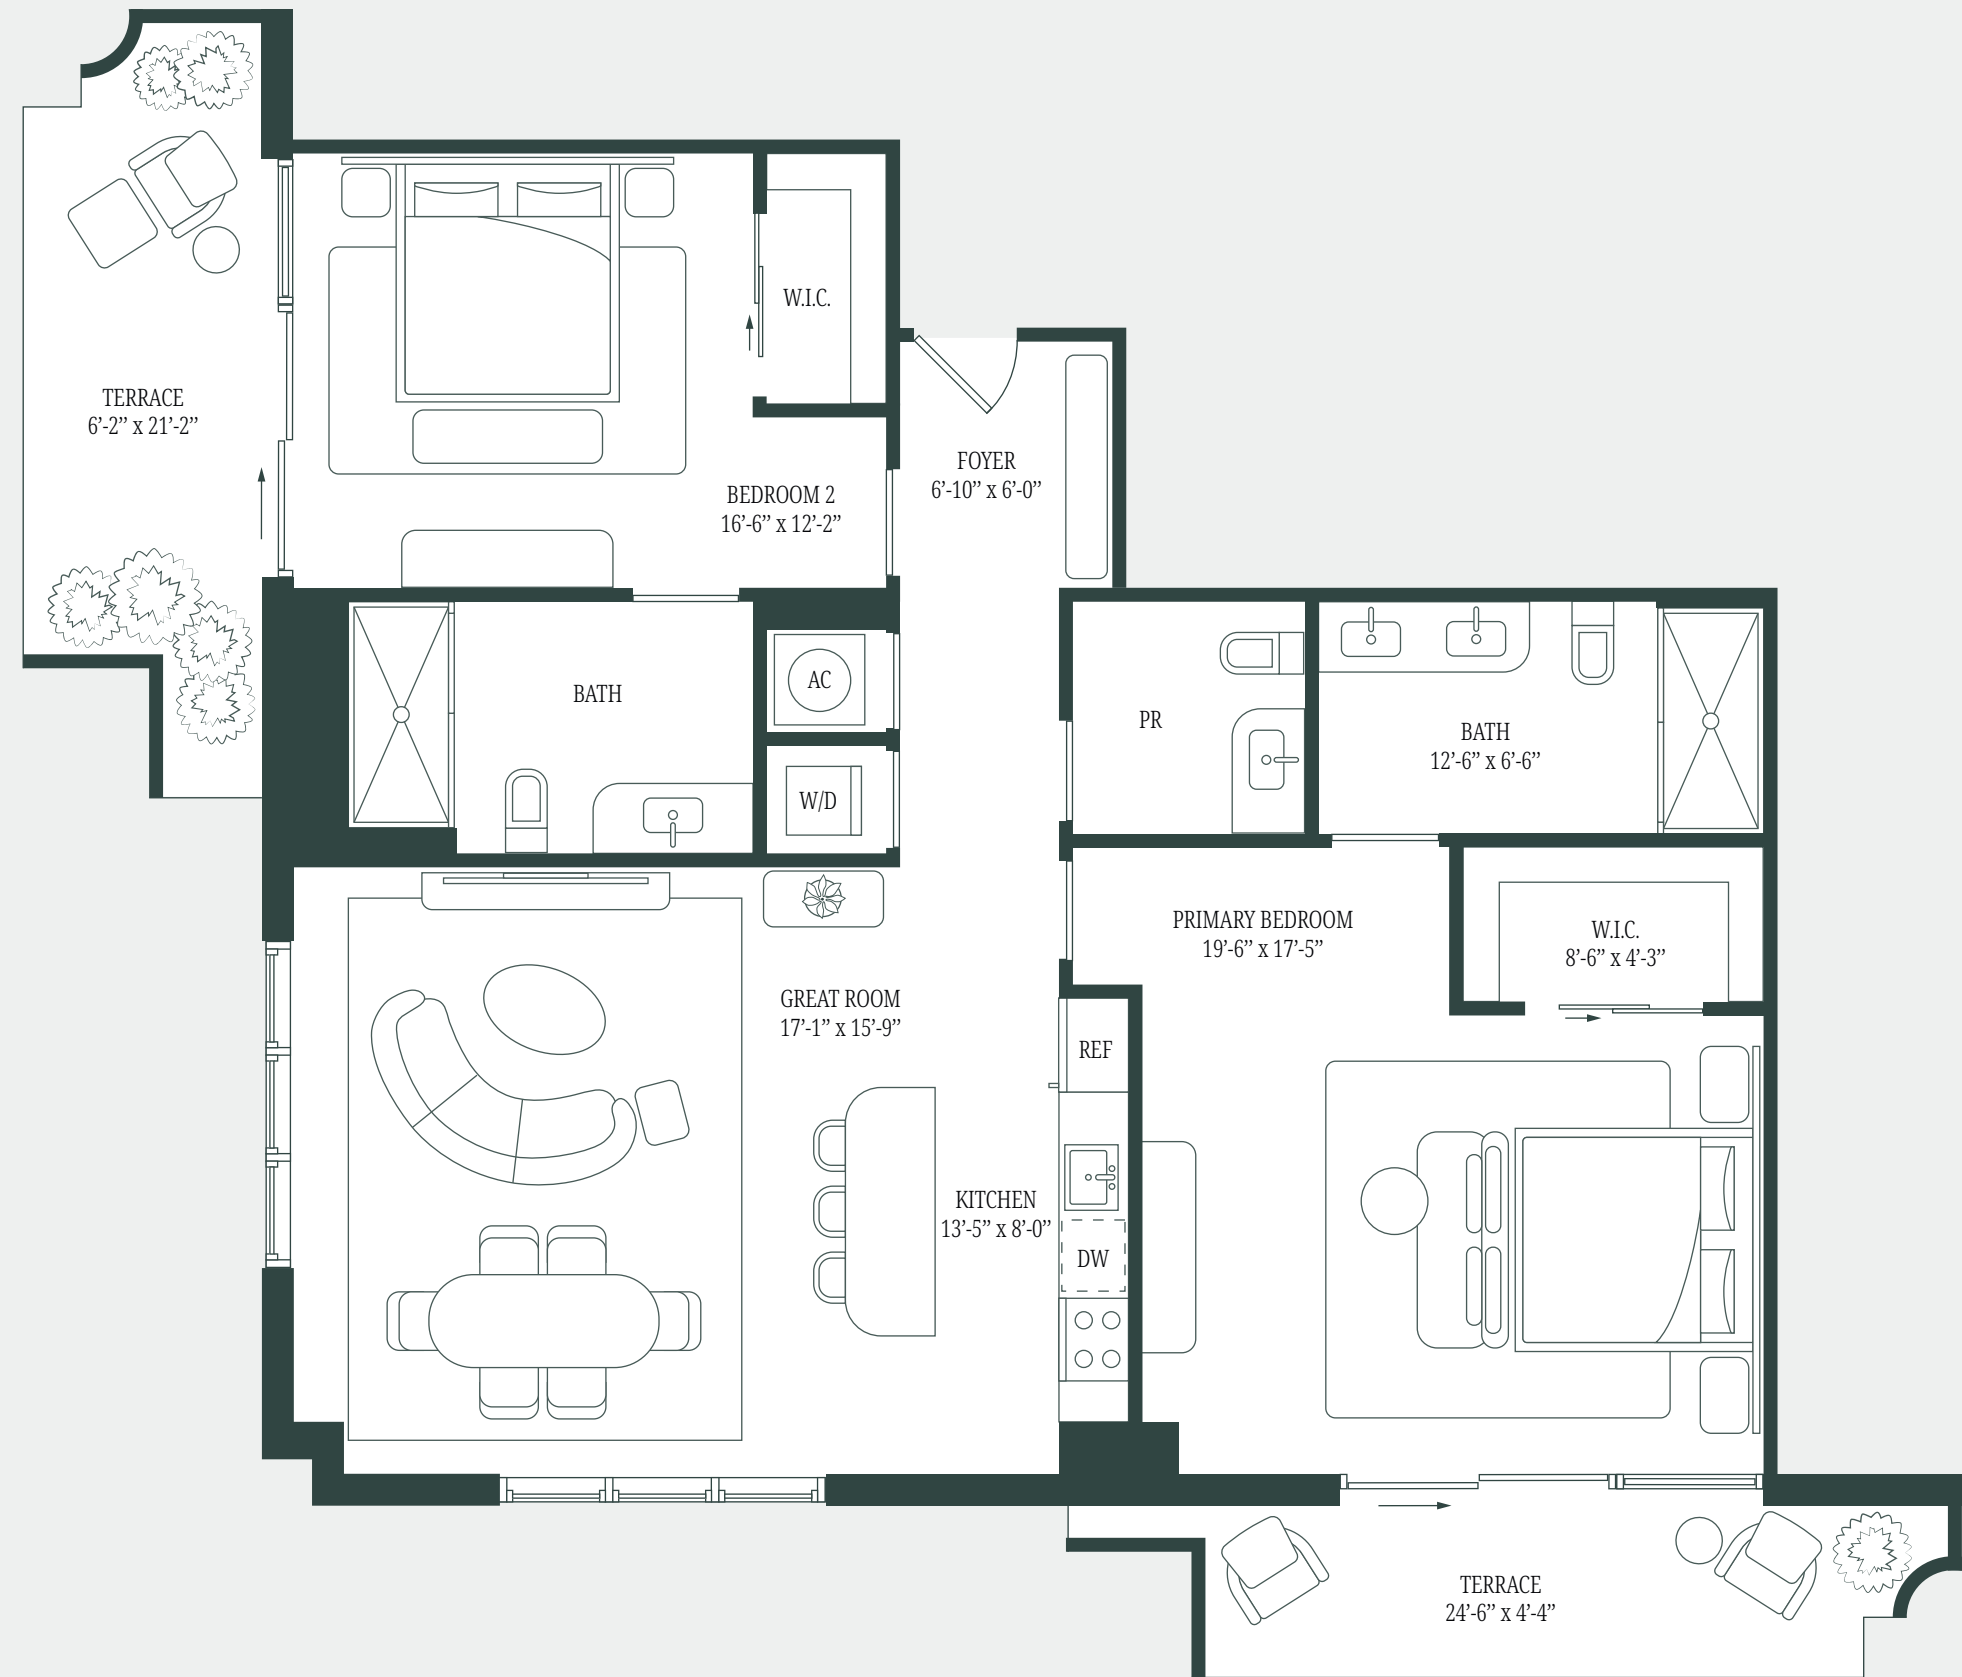 TERRACE
6’-2” x 21’-2”
W.I.C.
BEDROOM 2
16’-6” x 12’-2”
FOYER
6’-10” x 6’-0”
BATH
AC
W/D
PR
BATH
12’-6” x 6’-6”
PRIMARY BEDROOM
19’-6” x 17’-5”
W.I.C.
8’-6” x 4’-3”
GREAT ROOM
17’-1” x 15’-9”
REF
KITCHEN
13’-5” x 8’-0”
DW
TERRACE
24’-6” x 4’-4”